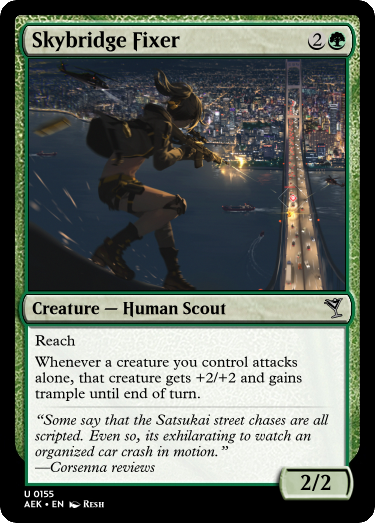 Skybridge Fixer 2
Creature — Human Scout
Reach
Whenever a creature you control attacks
alone, that creature gets +2/+2 and gains
trample until end of turn.
“Some say that the Satsukai street chases are all
scripted. Even so, its exhilarating to watch an
organized car crash in motion.”
—Corsenna reviews
2/2
U 0155
AEK • EN Resh